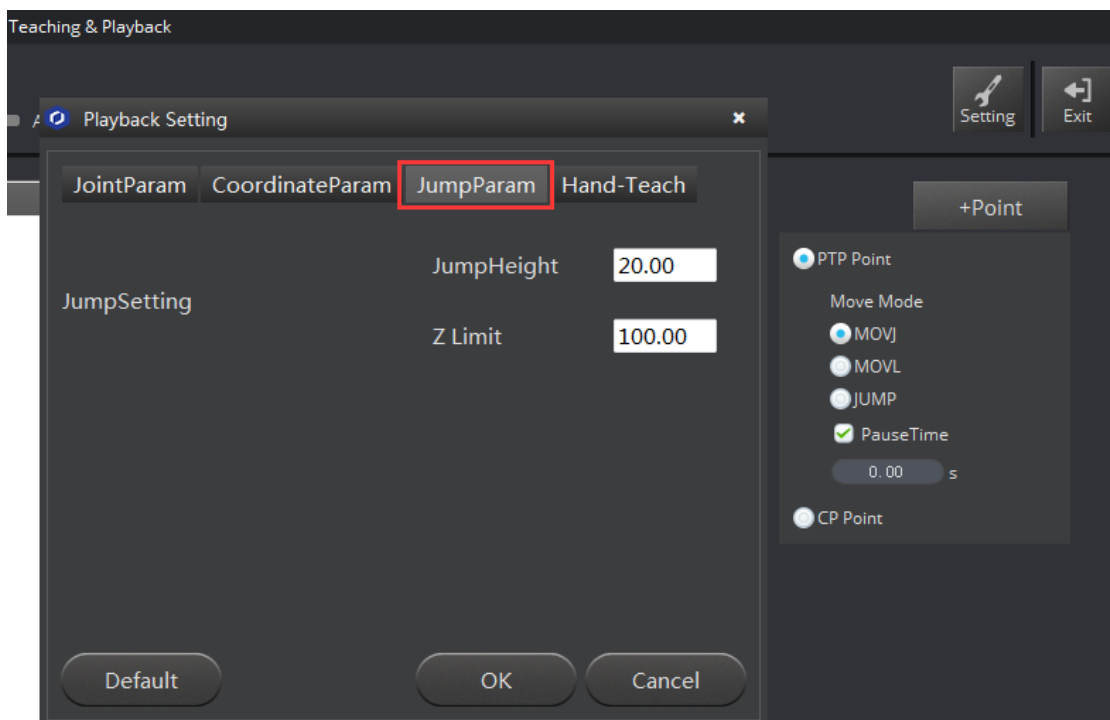 Teaching & Playback
Setting
Exit
A
Playback Setting
JointParam CoordinateParam JumpParam Hand-Teach
JumpSetting
JumpHeight 20.00
Z Limit 100.00
Default OK Cancel
+Point
PTP Point
Move Mode
MOVJ
MOVL
JUMP
PauseTime
0.00 s
CP Point